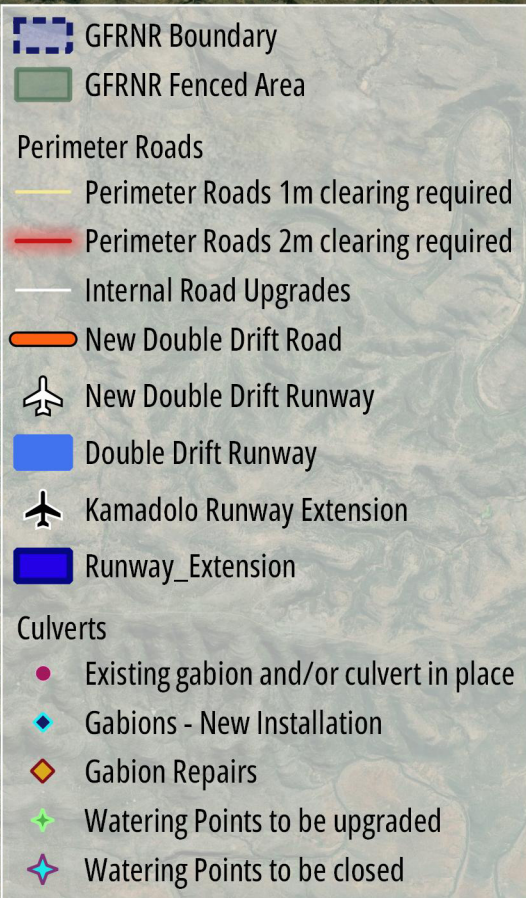 GFRNR Boundary
GFRNR Fenced Area
Perimeter Roads
Perimeter Roads 1m clearing required
Perimeter Roads 2m clearing required
Internal Road Upgrades
New Double Drift Road
New Double Drift Runway
Double Drift Runway
Kamadolo Runway Extension
Runway_Extension
Culverts
Existing gabion and/or culvert in place
Gabions - New Installation
Gabion Repairs
Watering Points to be upgraded
Watering Points to be closed